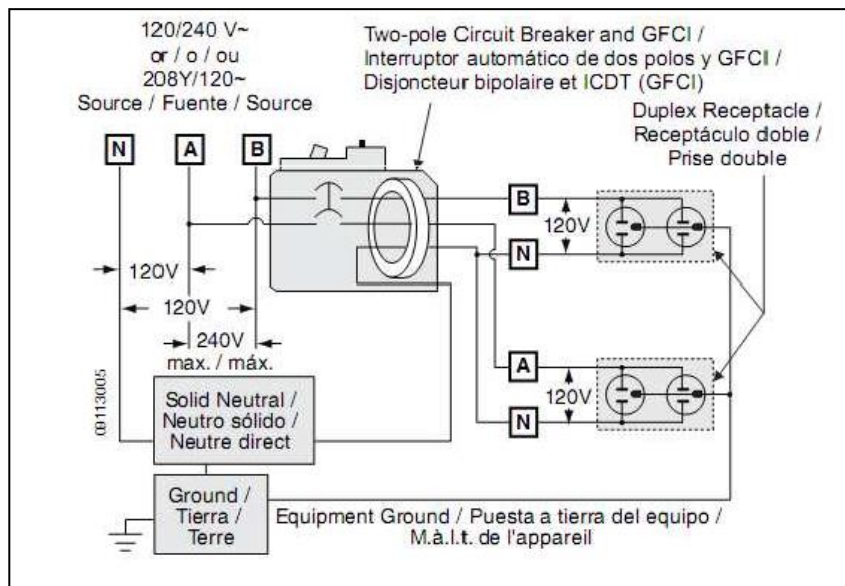 120/240 V~
or / o / ou
208Y/120~
Source / Fuente / Source
Two-pole Circuit Breaker and GFCI /
Interruptor automático de dos polos y GFCI /
Disjoncteur bipolaire et ICDT (GFCI)
Duplex Receptacle /
Receptáculo doble /
Prise double
N
A
B
B
120V
N
120V
120V
240V
max. / máx.
A
120V
N
09113005
Solid Neutral /
Neutro sólido /
Neutre direct
Ground /
Tierra /
Terre
Equipment Ground / Puesta a tierra del equipo /
M.à.l.t. de l'appareil